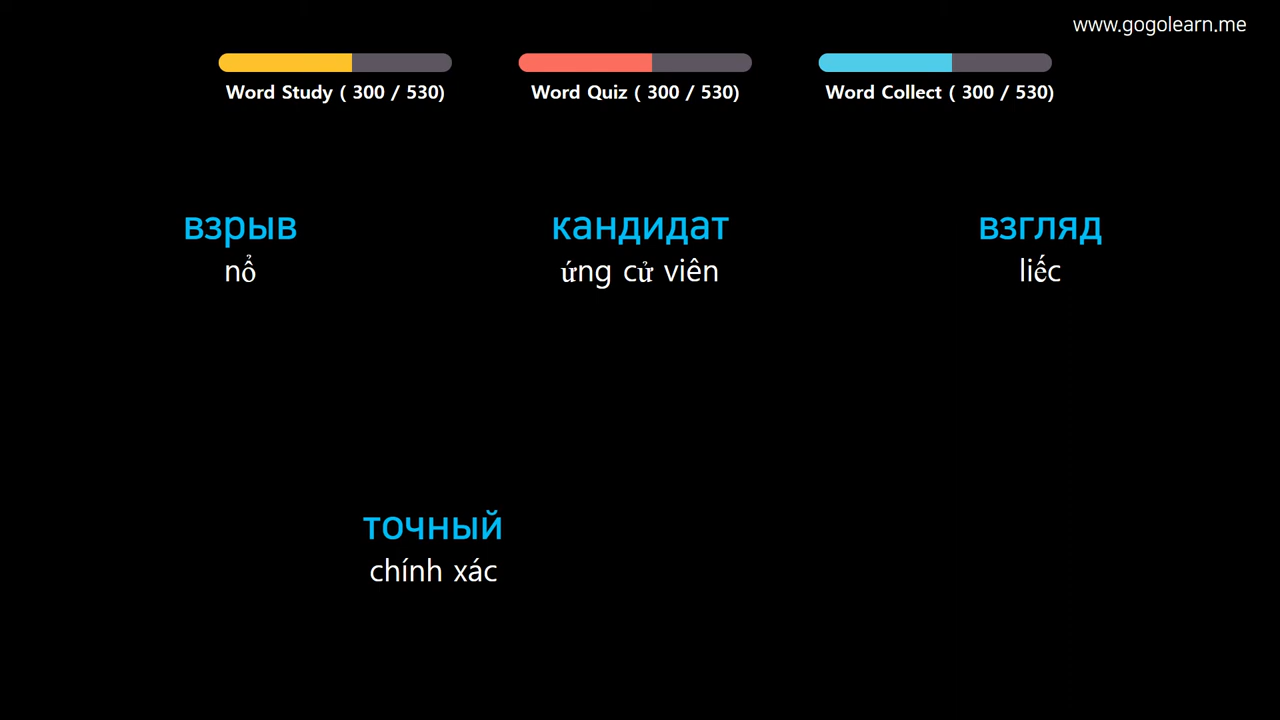 www.gogolearn.me
Word Study ( 300 / 530)
Word Quiz ( 300 / 530)
Word Collect ( 300 / 530)
взрыв
nổ
кандидат
ứng cử viên
взгляд
liếc
точный
chính xác